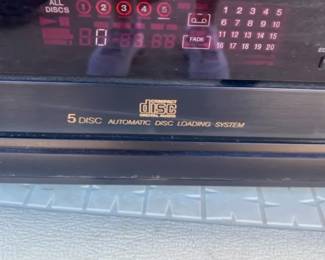 ALL 1 2 3 4 5
DISCS
1 2 3 4 5
6 7 8 9 10
11 12 13 14 15
16 17 18 19 20
FADE
COMPACT
disc
DIGITAL AUDIO
5 DISC AUTOMATIC DISC LOADING SYSTEM